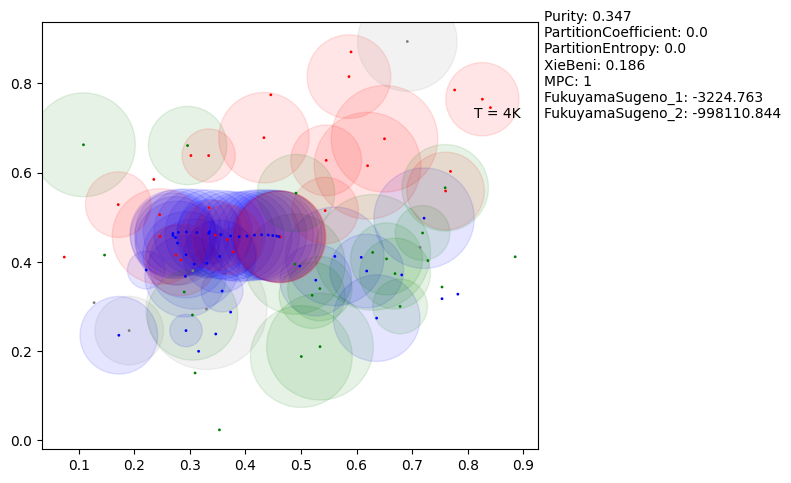 Purity: 0.347
PartitionCoefficient: 0.0
PartitionEntropy: 0.0
XieBeni: 0.186
MPC: 1
FukuyamaSugeno_1: -3224.763
FukuyamaSugeno_2: -998110.844
T = 4K
0.8
0.6
0.4
0.2
0.0
0.1 0.2 0.3 0.4 0.5 0.6 0.7 0.8 0.9